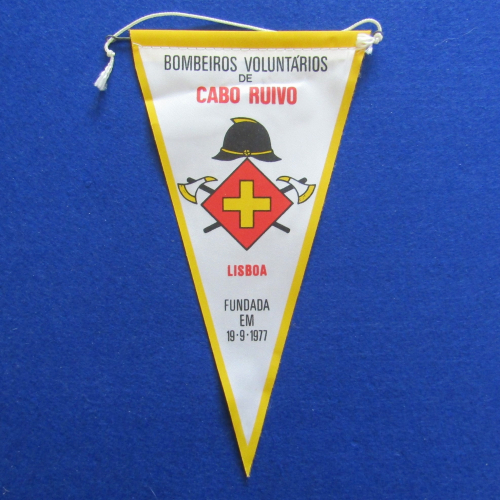 BOMBEIROS VOLUNTÁRIOS
DE
CABO RUIVO
LISBOA
FUNDADA
EM
19-9-1977